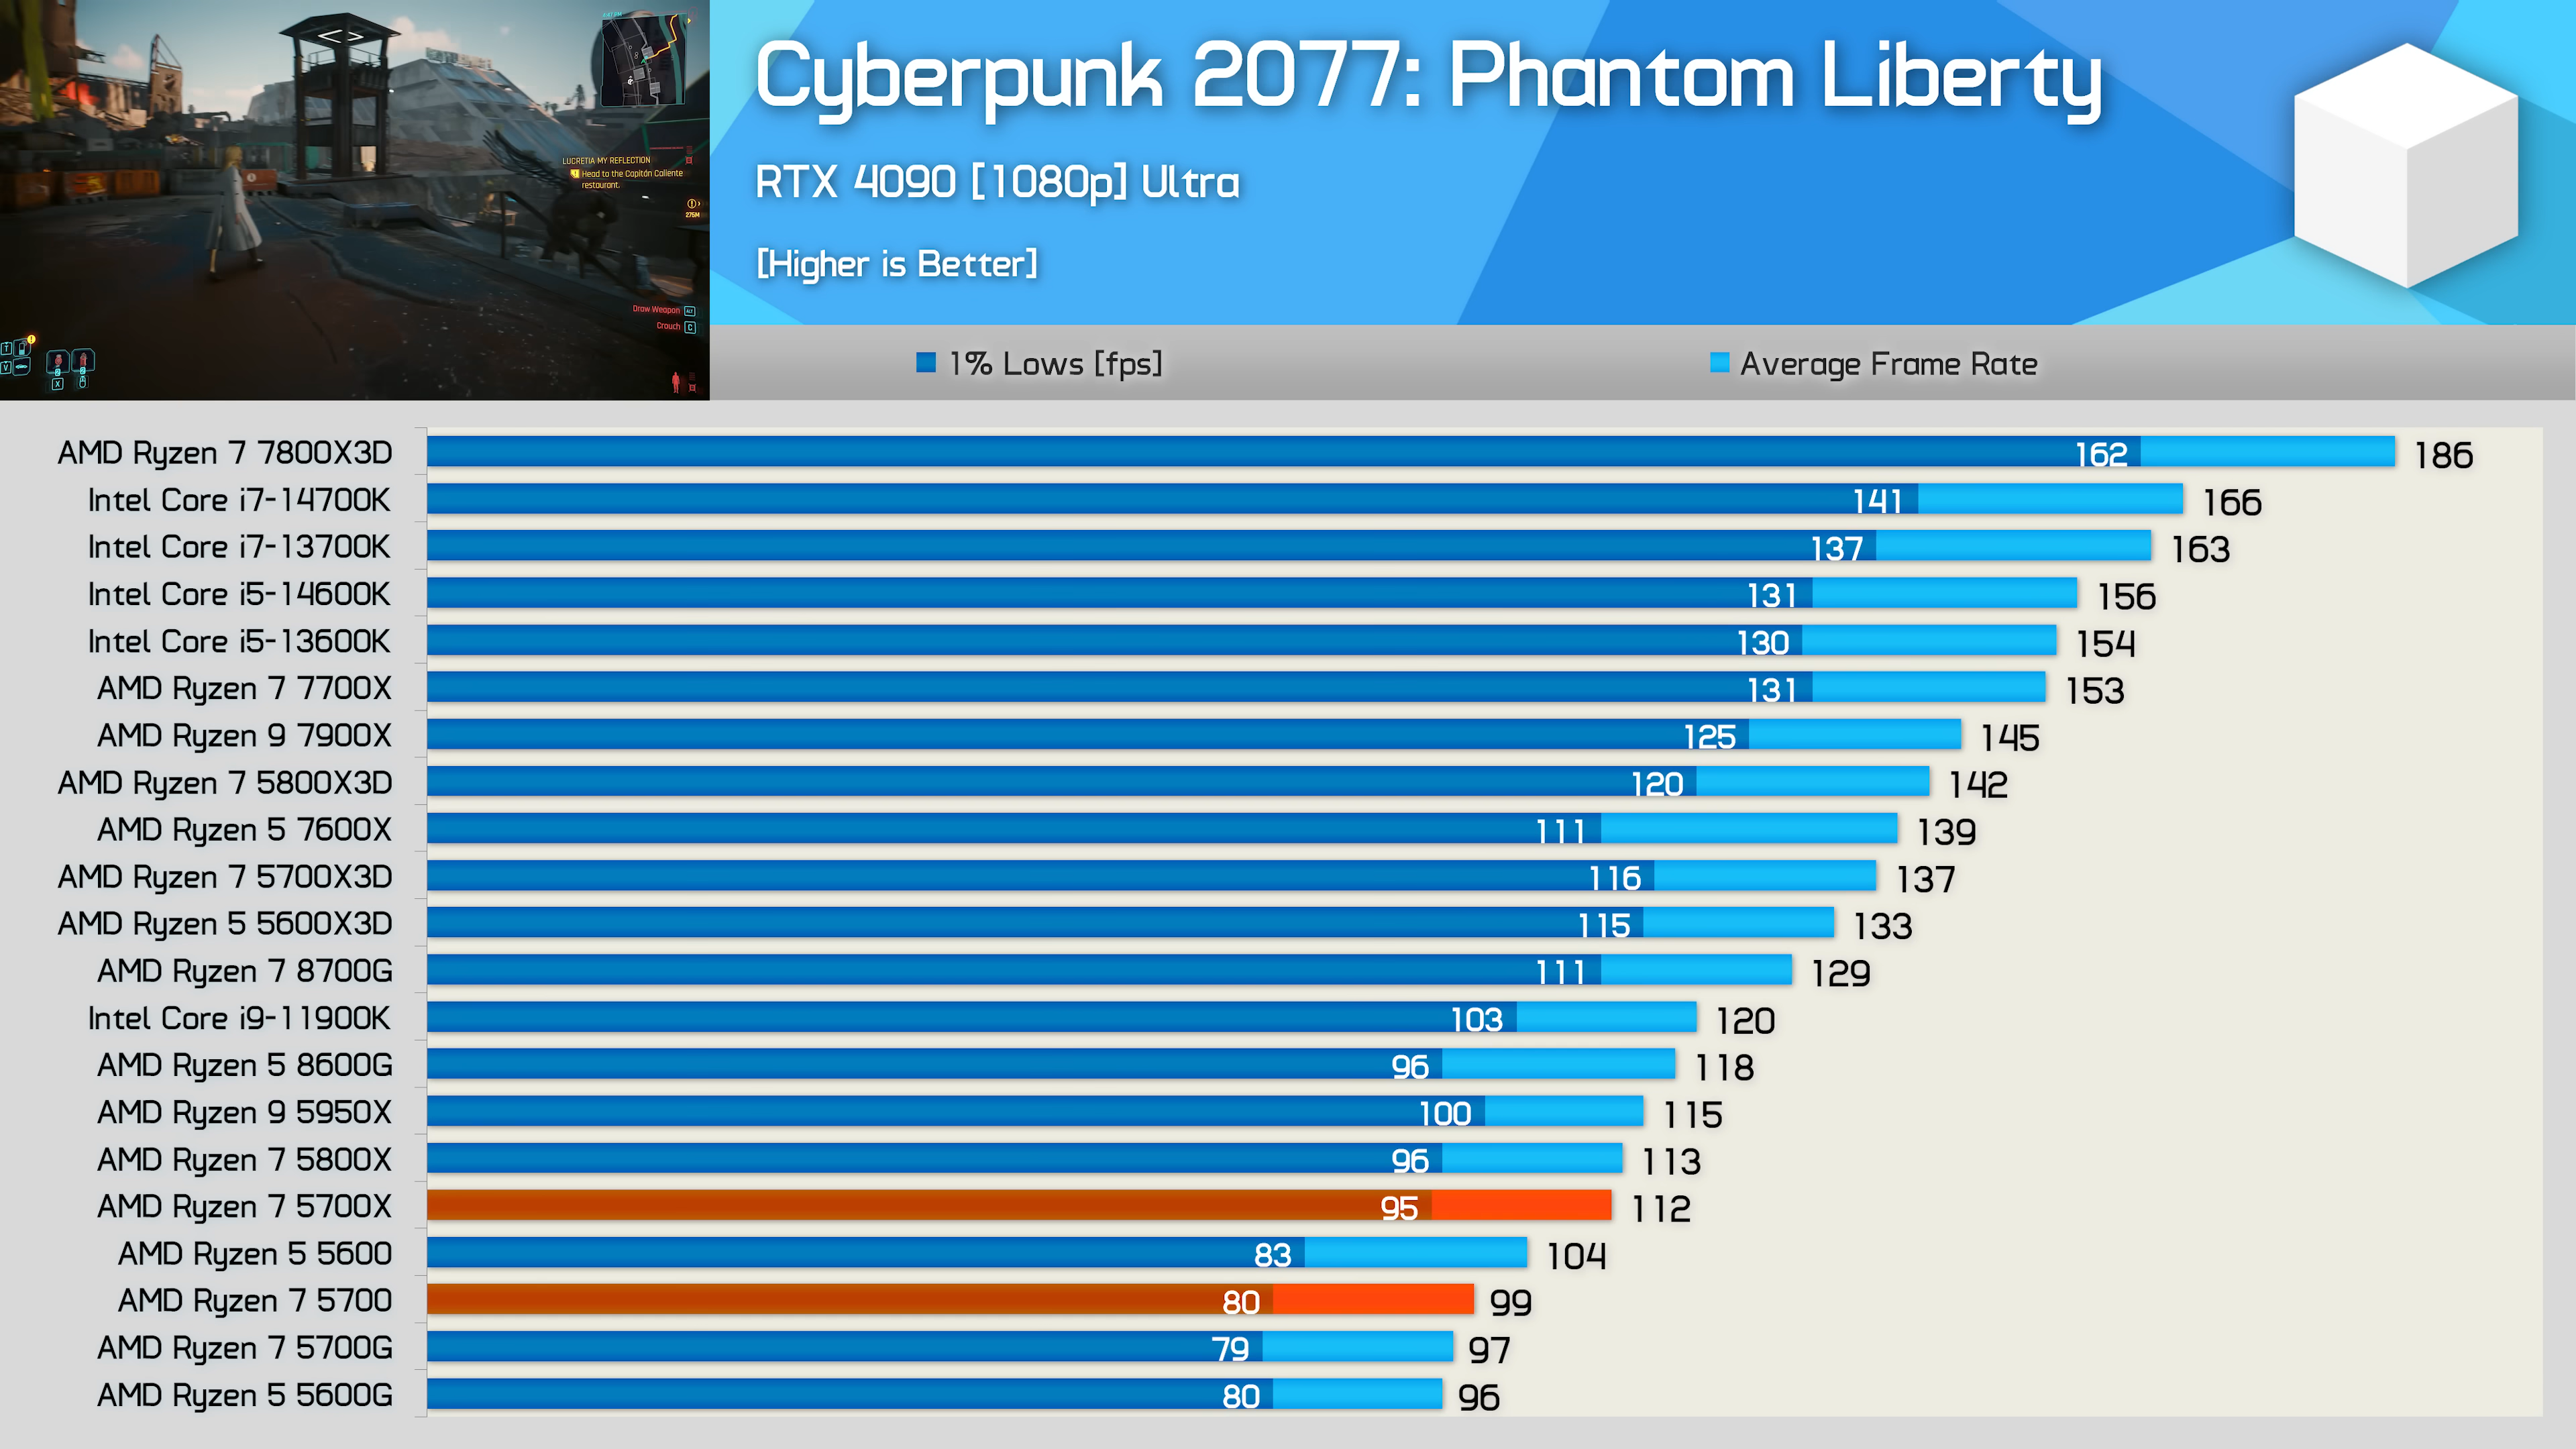 Cyberpunk 2077: Phantom Liberty
RTX 4090 [1080p] Ultra
[Higher is Better]
LUCRETIA MY REFLECTION
Head to the Capitán Caliente
restaurant.
275M
Draw Weapon ALT
Crouch C
T
V
X
1% Lows [fps] Average Frame Rate
AMD Ryzen 7 7800X3D 162 186
Intel Core i7-14700K 141 166
Intel Core i7-13700K 137 163
Intel Core i5-14600K 131 156
Intel Core i5-13600K 130 154
AMD Ryzen 7 7700X 131 153
AMD Ryzen 9 7900X 125 145
AMD Ryzen 7 5800X3D 120 142
AMD Ryzen 5 7600X 111 139
AMD Ryzen 7 5700X3D 116 137
AMD Ryzen 5 5600X3D 115 133
AMD Ryzen 7 8700G 111 129
Intel Core i9-11900K 103 120
AMD Ryzen 5 8600G 96 118
AMD Ryzen 9 5950X 100 115
AMD Ryzen 7 5800X 96 113
AMD Ryzen 7 5700X 95 112
AMD Ryzen 5 5600 83 104
AMD Ryzen 7 5700 80 99
AMD Ryzen 7 5700G 79 97
AMD Ryzen 5 5600G 80 96